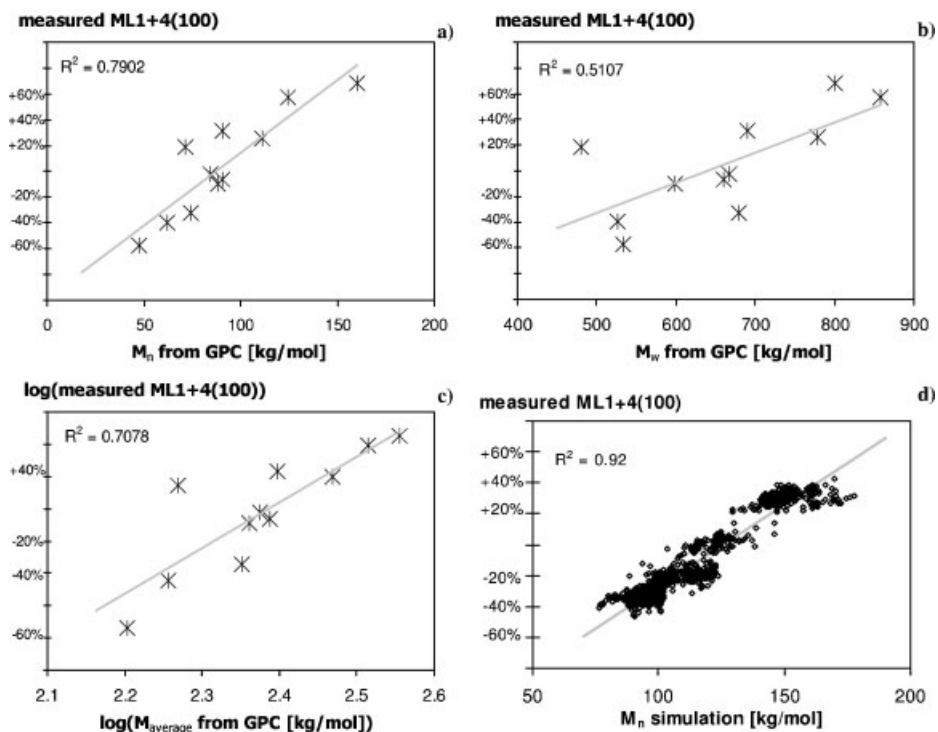 measured ML1+4(100)
a)
R² = 0.7902
+60%
+40%
+20%
-20%
-40%
-60%
0 50 100 150 200
Mn from GPC [kg/mol]
measured ML1+4(100)
b)
R² = 0.5107
+60%
+40%
+20%
-20%
-40%
-60%
400 500 600 700 800 900
Mw from GPC [kg/mol]
log(measured ML1+4(100))
c)
R² = 0.7078
+40%
-20%
-40%
-60%
2.1 2.2 2.3 2.4 2.5 2.6
log(Maverage from GPC [kg/mol])
measured ML1+4(100)
d)
R² = 0.92
+60%
+40%
+20%
-20%
-40%
-60%
50 100 150 200
Mn simulation [kg/mol]